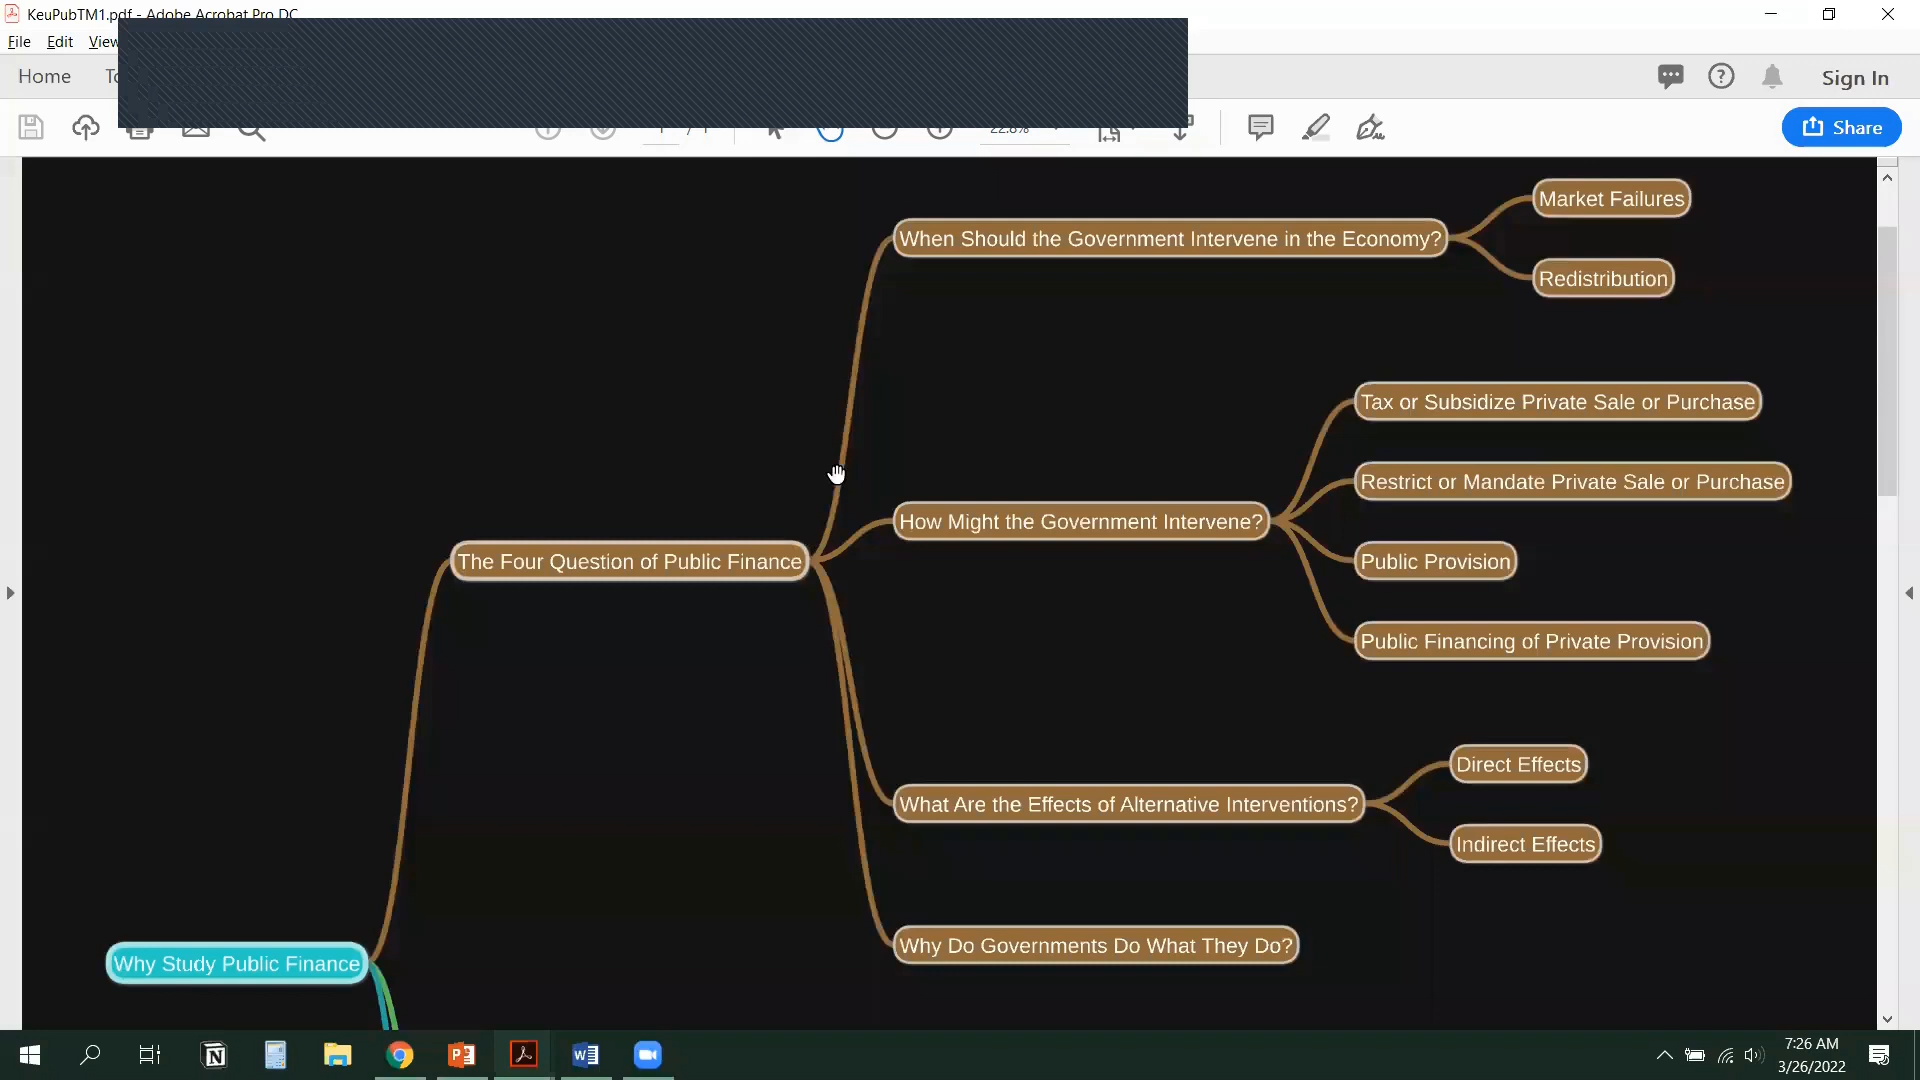 KeuPubTM1.pdf - Adobe Acrobat Pro DC
File Edit View
Home
Sign In
22.8%
Share
Market Failures
When Should the Government Intervene in the Economy?
Redistribution
Tax or Subsidize Private Sale or Purchase
Restrict or Mandate Private Sale or Purchase
How Might the Government Intervene?
The Four Question of Public Finance
Public Provision
Public Financing of Private Provision
Direct Effects
What Are the Effects of Alternative Interventions?
Indirect Effects
Why Do Governments Do What They Do?
Why Study Public Finance
7:26 AM
3/26/2022